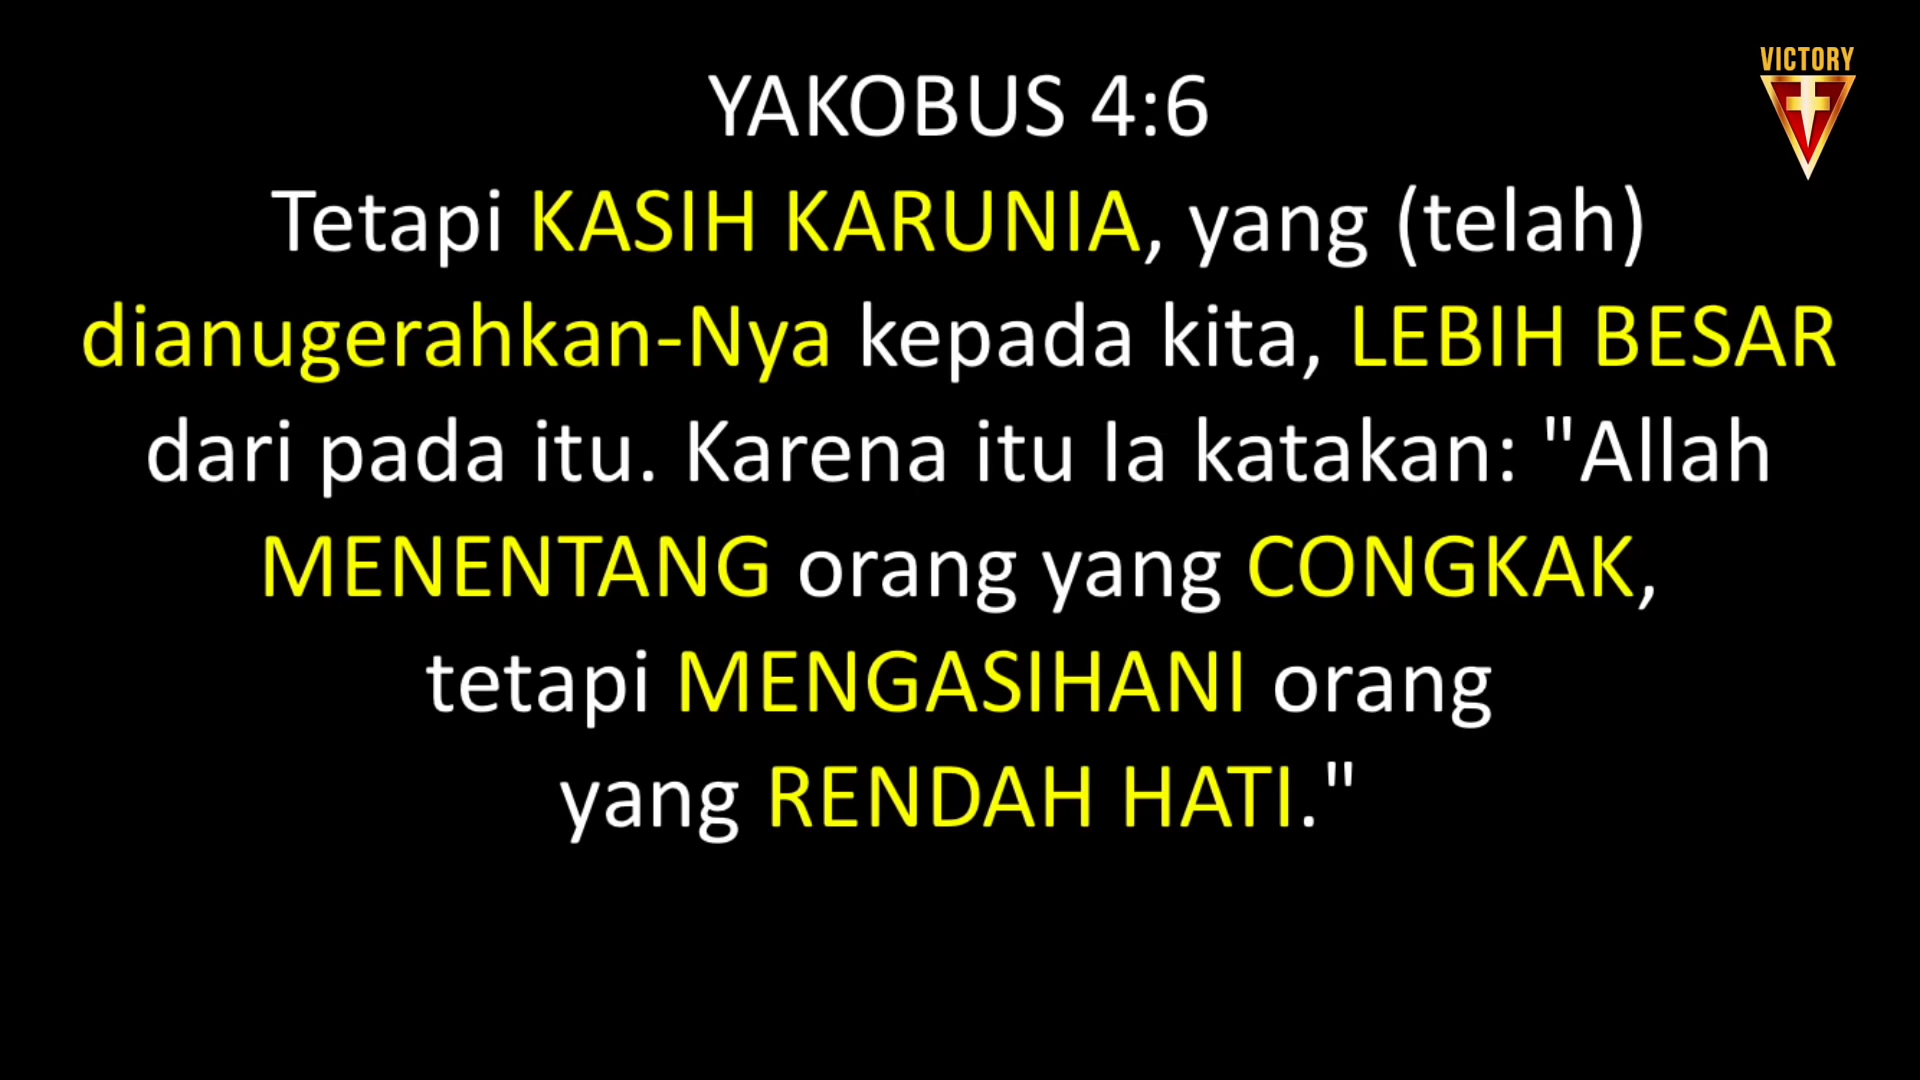 VICTORY
YAKOBUS 4:6
Tetapi KASIH KARUNIA, yang (telah)
dianugerahkan-Nya kepada kita, LEBIH BESAR
dari pada itu. Karena itu Ia katakan: "Allah
MENENTANG orang yang CONGKAK,
tetapi MENGASIHANI orang
yang RENDAH HATI."